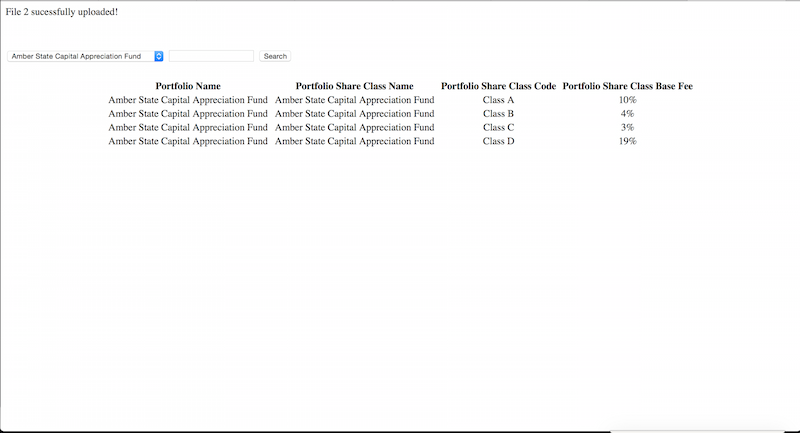 File 2 sucessfully uploaded!
Amber State Capital Appreciation Fund Search
Portfolio Name Portfolio Share Class Name Portfolio Share Class Code Portfolio Share Class Base Fee
Amber State Capital Appreciation Fund Amber State Capital Appreciation Fund Class A 10%
Amber State Capital Appreciation Fund Amber State Capital Appreciation Fund Class B 4%
Amber State Capital Appreciation Fund Amber State Capital Appreciation Fund Class C 3%
Amber State Capital Appreciation Fund Amber State Capital Appreciation Fund Class D 19%